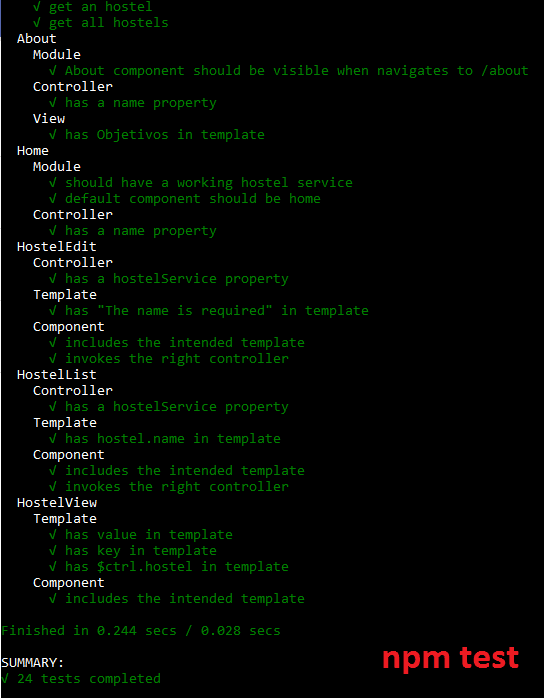 √ get an hostel
√ get all hostels
About
Module
√ About component should be visible when navigates to /about
Controller
√ has a name property
View
√ has Objetivos in template
Home
Module
√ should have a working hostel service
√ default component should be home
Controller
√ has a name property
HostelEdit
Controller
√ has a hostelService property
Template
√ has "The name is required" in template
Component
√ includes the intended template
√ invokes the right controller
HostelList
Controller
√ has a hostelService property
Template
√ has hostel.name in template
Component
√ includes the intended template
√ invokes the right controller
HostelView
Template
√ has value in template
√ has key in template
√ has $ctrl.hostel in template
Component
√ includes the intended template
Finished in 0.244 secs / 0.028 secs
SUMMARY:
√ 24 tests completed
npm test